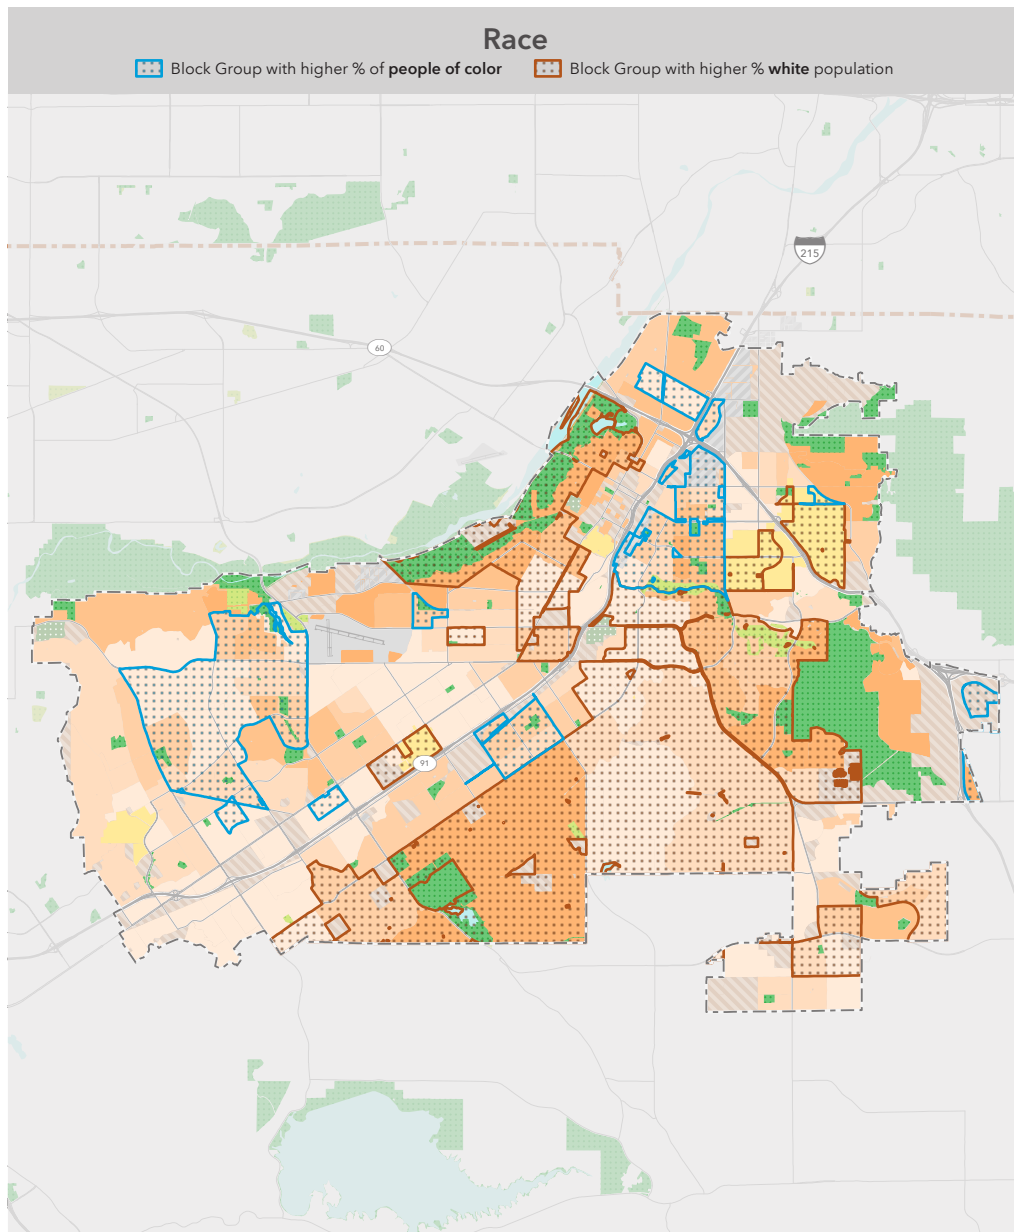 Race
Block Group with higher % of people of color
Block Group with higher % white population
215
60
91